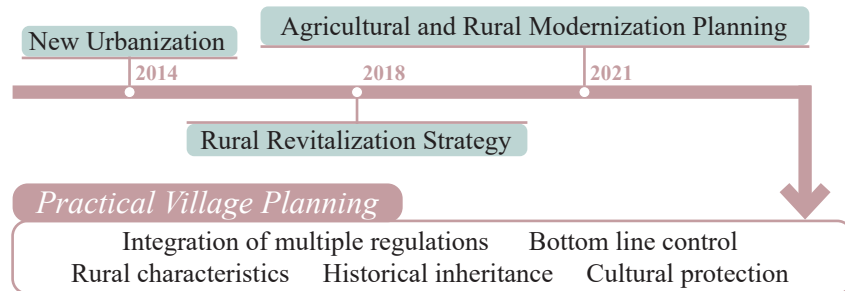 Agricultural and Rural Modernization Planning
New Urbanization
2014
2018
2021
Rural Revitalization Strategy
Practical Village Planning
Integration of multiple regulations Bottom line control
Rural characteristics Historical inheritance Cultural protection